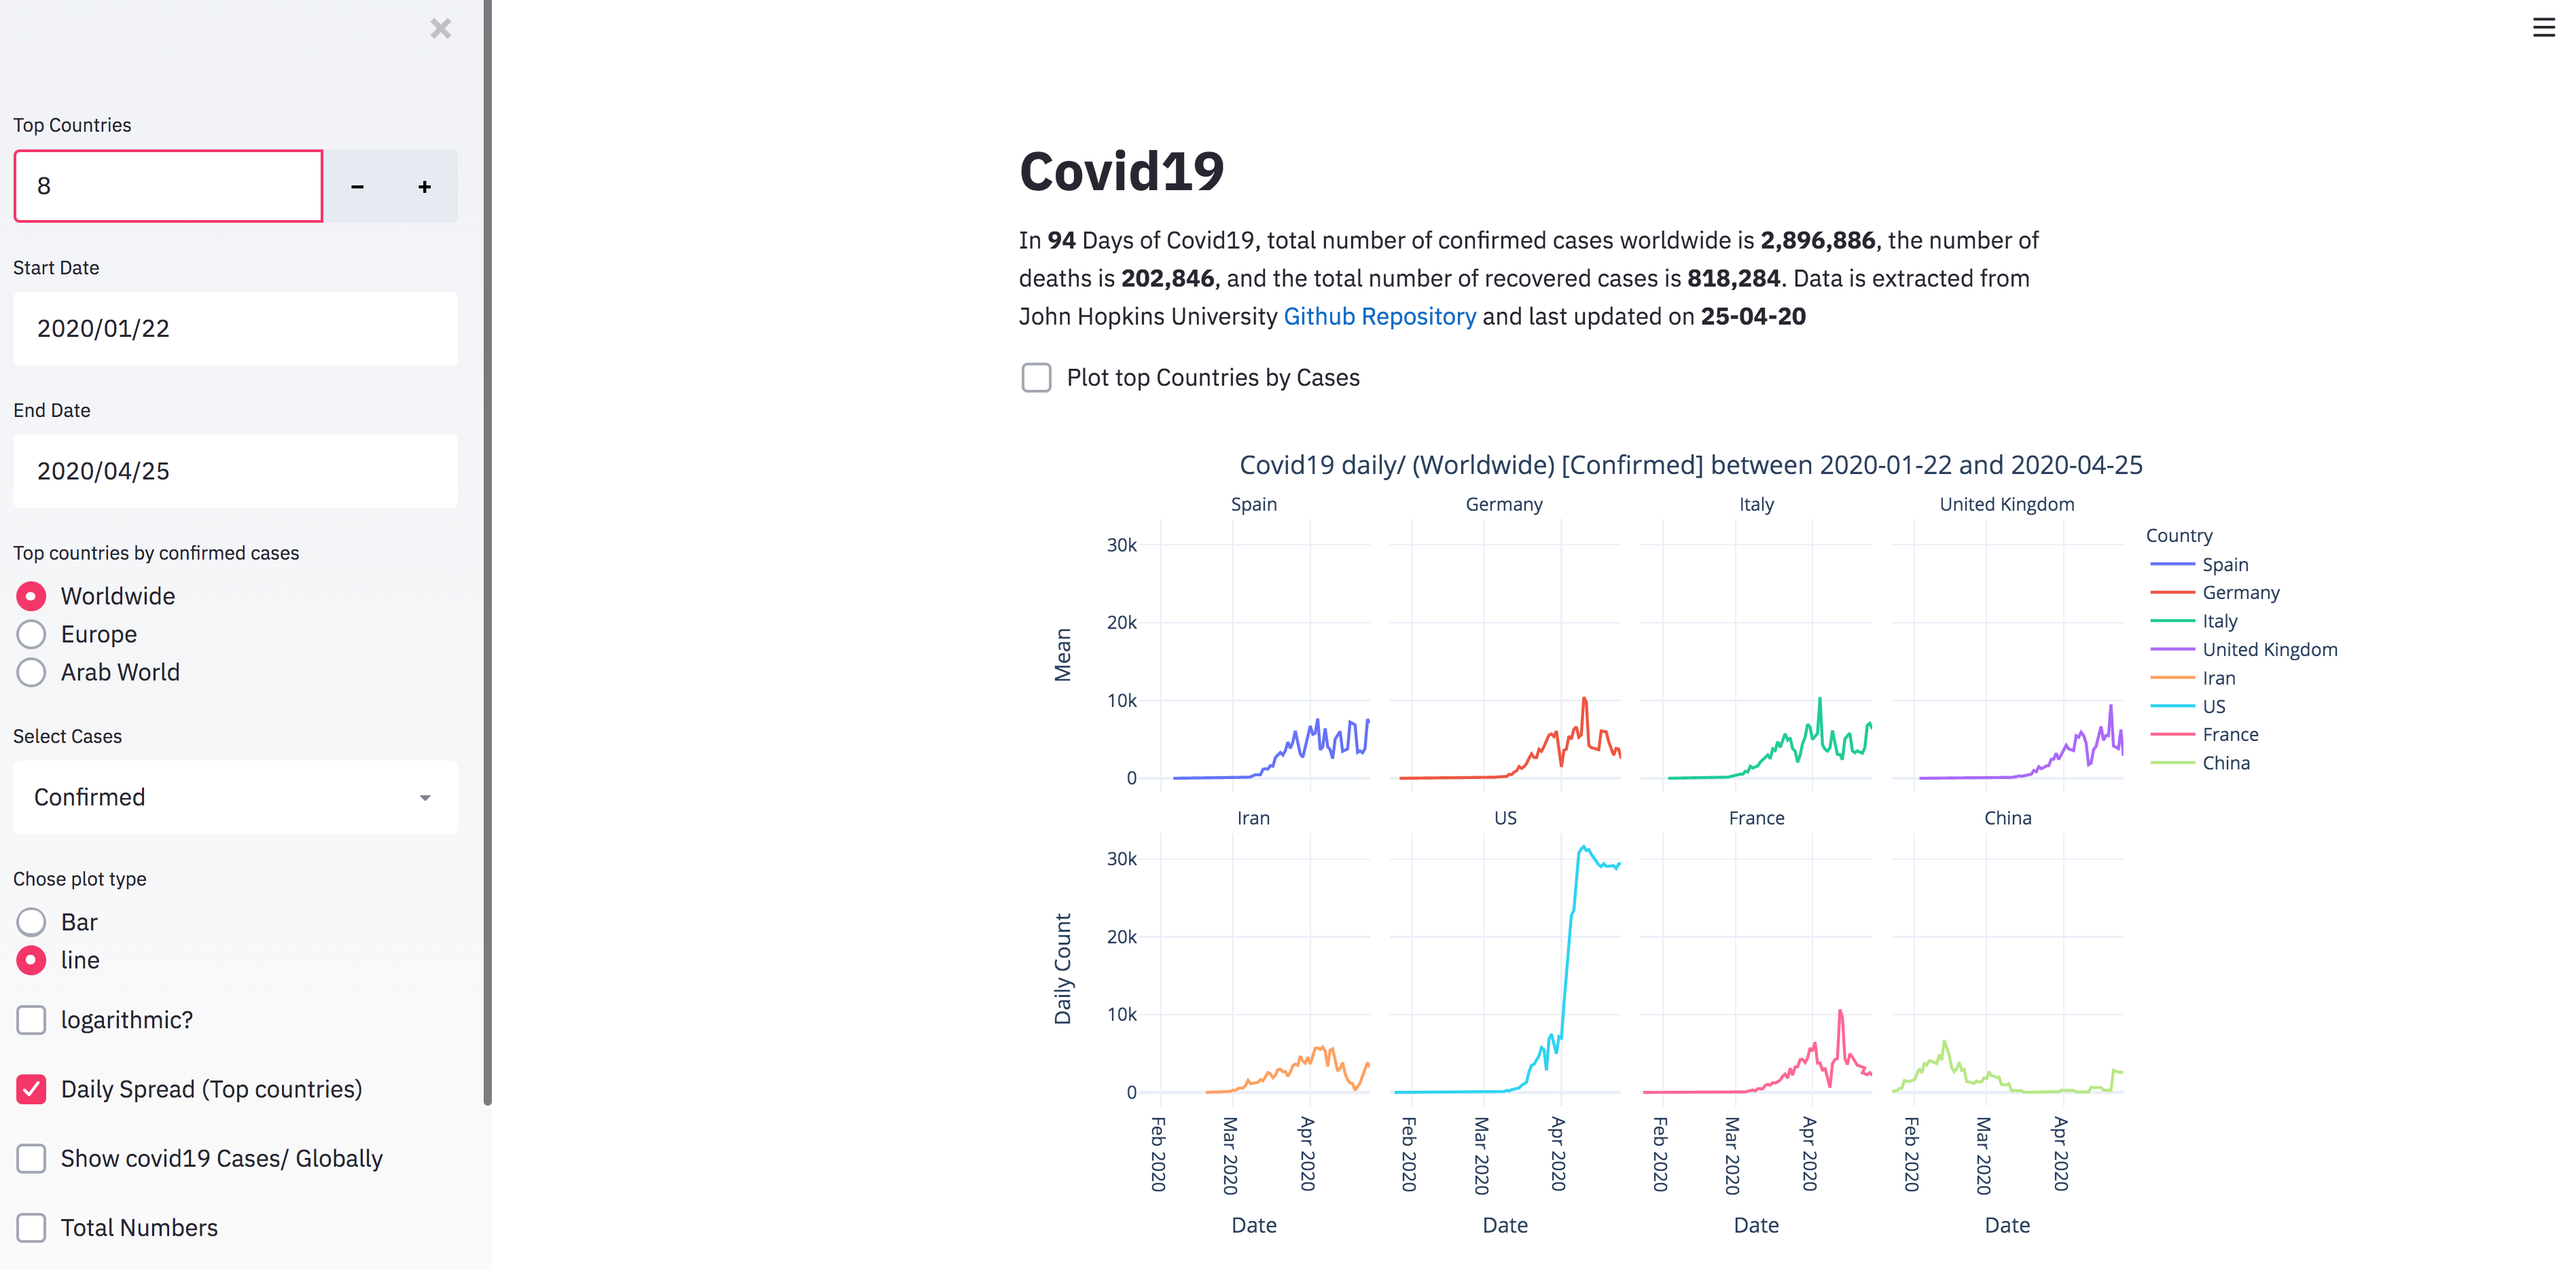 Top Countries
8
Start Date
2020/01/22
End Date
2020/04/25
Top countries by confirmed cases
Worldwide
Europe
Arab World
Select Cases
Confirmed
Chose plot type
Bar
line
logarithmic?
Daily Spread (Top countries)
Show covid19 Cases/ Globally
Total Numbers
Covid19
In 94 Days of Covid19, total number of confirmed cases worldwide is 2,896,886, the number of
deaths is 202,846, and the total number of recovered cases is 818,284. Data is extracted from
John Hopkins University Github Repository and last updated on 25-04-20
Plot top Countries by Cases
Covid19 daily/ (Worldwide) [Confirmed] between 2020-01-22 and 2020-04-25
Spain Germany Italy United Kingdom
30k
20k
10k
0
Mean
Iran US France China
30k
20k
10k
0
Daily Count
Feb 2020 Mar 2020 Apr 2020 Feb 2020 Mar 2020 Apr 2020 Feb 2020 Mar 2020 Apr 2020 Feb 2020 Mar 2020 Apr 2020
Date Date Date Date
Country
Spain
Germany
Italy
United Kingdom
Iran
US
France
China